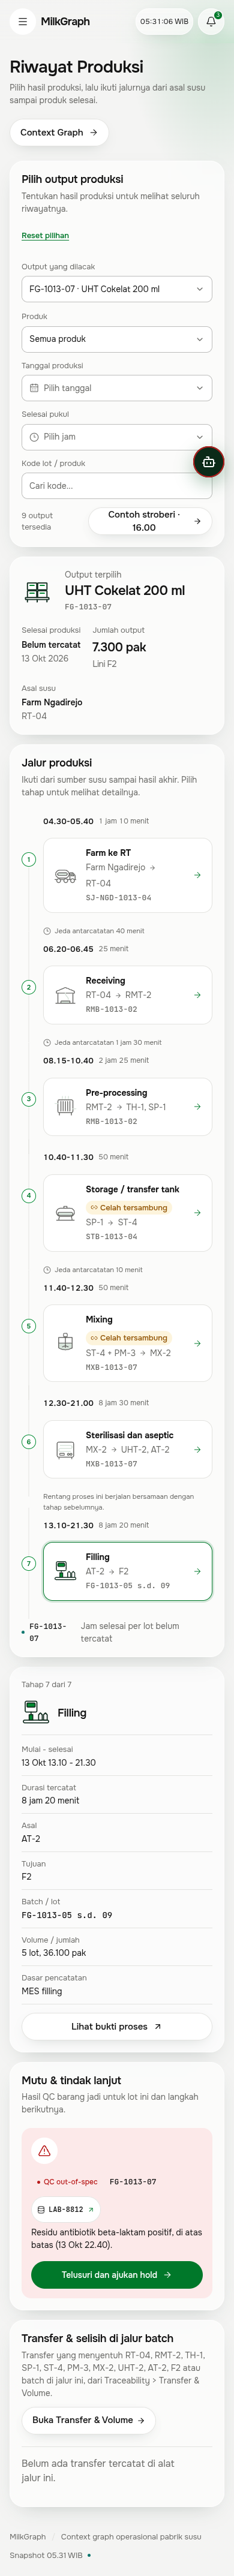 MilkGraph
05:31:06 WIB
3
Riwayat Produksi
Pilih hasil produksi, lalu ikuti jalurnya dari asal susu
sampai produk selesai.
Context Graph →
Pilih output produksi
Tentukan hasil produksi untuk melihat seluruh
riwayatnya.
Reset pilihan
Output yang dilacak
FG-1013-07 · UHT Cokelat 200 ml
Produk
Semua produk
Tanggal produksi
Pilih tanggal
Selesai pukul
Pilih jam
Kode lot / produk
Cari kode...
9 output
tersedia
Contoh stroberi ·
16.00 →
Output terpilih
UHT Cokelat 200 ml
FG-1013-07
Selesai produksi
Belum tercatat
13 Okt 2026
Jumlah output
7.300 pak
Lini F2
Asal susu
Farm Ngadirejo
RT-04
Jalur produksi
Ikuti dari sumber susu sampai hasil akhir. Pilih
tahap untuk melihat detailnya.
04.30-05.40 1 jam 10 menit
1
Farm ke RT
Farm Ngadirejo →
RT-04
SJ-NGD-1013-04
Jeda antarcatatan 40 menit
06.20-06.45 25 menit
2
Receiving
RT-04 → RMT-2
RMB-1013-02
Jeda antarcatatan 1 jam 30 menit
08.15-10.40 2 jam 25 menit
3
Pre-processing
RMT-2 → TH-1, SP-1
RMB-1013-02
10.40-11.30 50 menit
4
Storage / transfer tank
Celah tersambung
SP-1 → ST-4
STB-1013-04
Jeda antarcatatan 10 menit
11.40-12.30 50 menit
5
Mixing
Celah tersambung
ST-4 + PM-3 → MX-2
MXB-1013-07
12.30-21.00 8 jam 30 menit
6
Sterilisasi dan aseptic
MX-2 → UHT-2, AT-2
MXB-1013-07
Rentang proses ini berjalan bersamaan dengan
tahap sebelumnya.
13.10-21.30 8 jam 20 menit
7
Filling
AT-2 → F2
FG-1013-05 s.d. 09
FG-1013-
07
Jam selesai per lot belum
tercatat
Tahap 7 dari 7
Filling
Mulai - selesai
13 Okt 13.10 - 21.30
Durasi tercatat
8 jam 20 menit
Asal
AT-2
Tujuan
F2
Batch / lot
FG-1013-05 s.d. 09
Volume / jumlah
5 lot, 36.100 pak
Dasar pencatatan
MES filling
Lihat bukti proses
Mutu & tindak lanjut
Hasil QC barang jadi untuk lot ini dan langkah
berikutnya.
QC out-of-spec FG-1013-07
LAB-8812
Residu antibiotik beta-laktam positif, di atas
batas (13 Okt 22.40).
Telusuri dan ajukan hold →
Transfer & selisih di jalur batch
Transfer yang menyentuh RT-04, RMT-2, TH-1,
SP-1, ST-4, PM-3, MX-2, UHT-2, AT-2, F2 atau
batch di jalur ini, dari Traceability > Transfer &
Volume.
Buka Transfer & Volume →
Belum ada transfer tercatat di alat
jalur ini.
MilkGraph · Context graph operasional pabrik susu
Snapshot 05.31 WIB